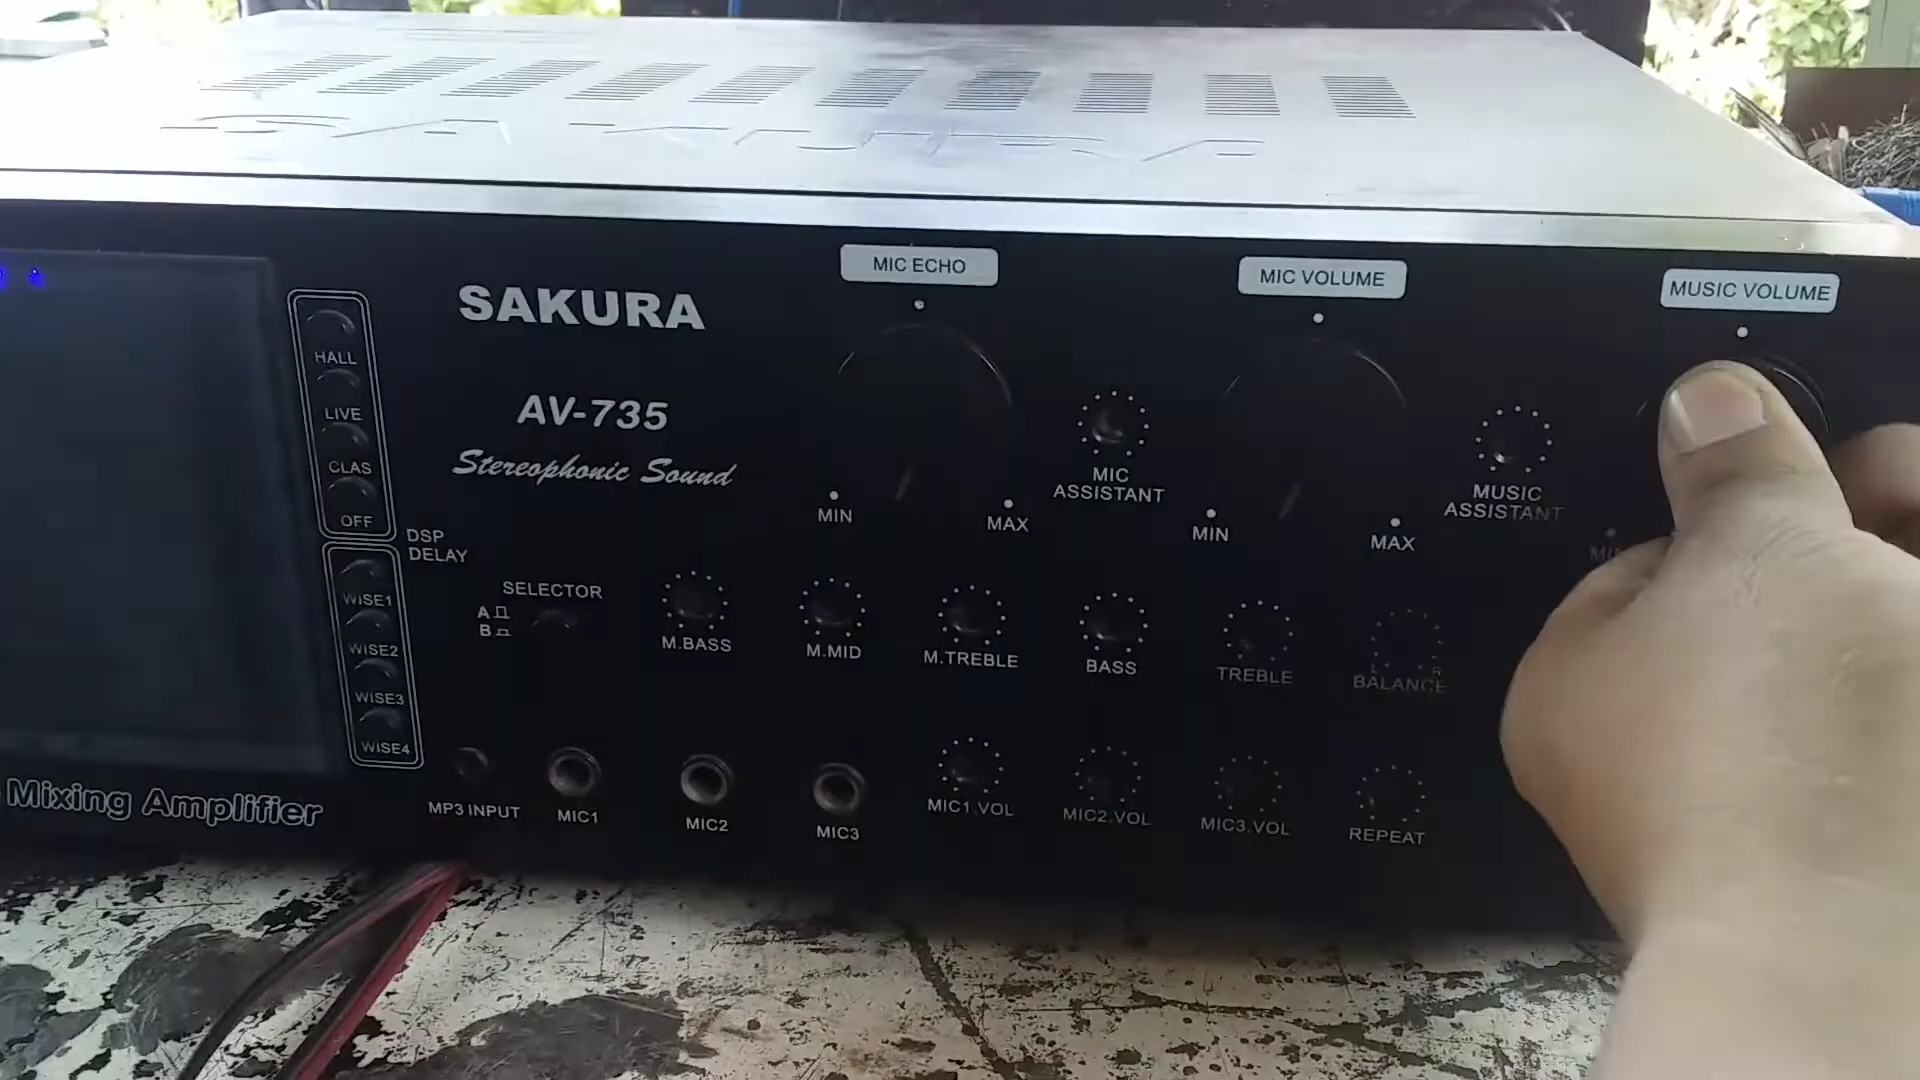 SAKURA
MIC ECHO
MIC VOLUME
MUSIC VOLUME
SAKURA
AV-735
Stereophonic Sound
HALL
LIVE
CLAS
OFF
DSP
DELAY
WISE1
WISE2
WISE3
WISE4
MIN
MAX
MIC
ASSISTANT
MIN
MAX
MUSIC
ASSISTANT
SELECTOR
A
B
M.BASS
M.MID
M.TREBLE
BASS
TREBLE
L R
BALANCE
Mixing Amplifier
MP3 INPUT
MIC1
MIC2
MIC3
MIC1.VOL
MIC2.VOL
MIC3.VOL
REPEAT